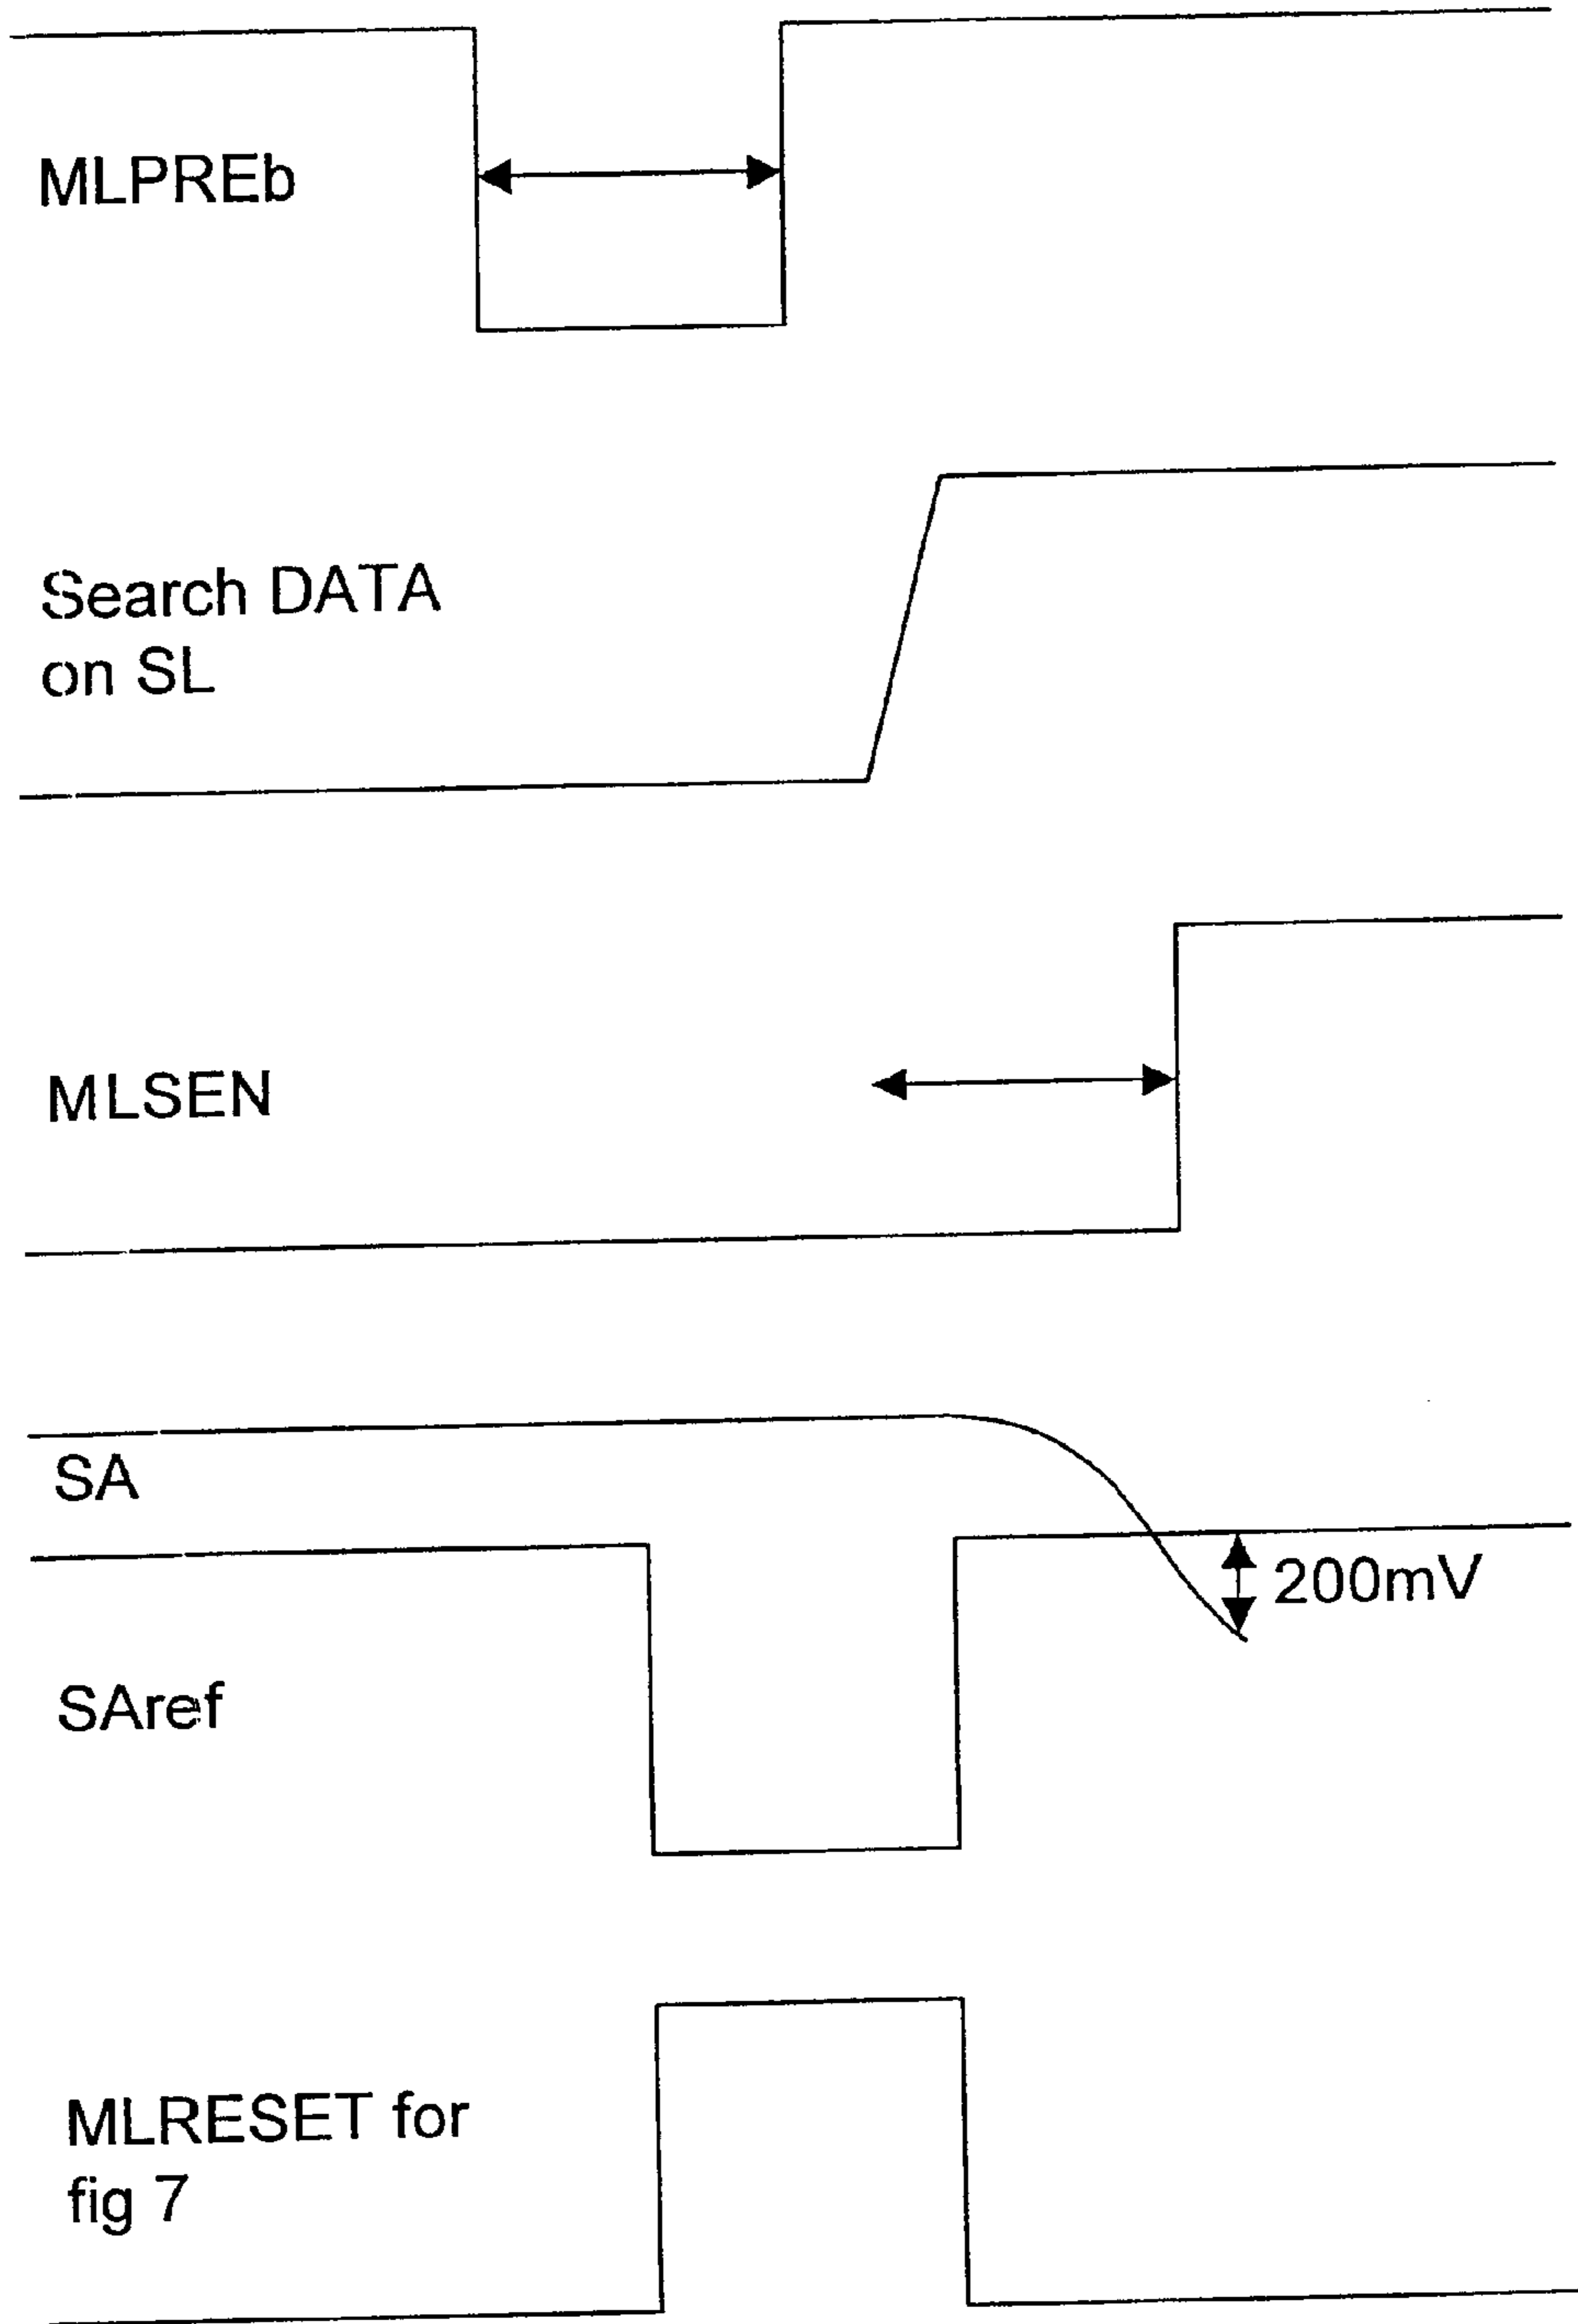 MLPREb
Search DATA
on SL
MLSEN
SA
200mV
SAref
MLRESET for
fig 7